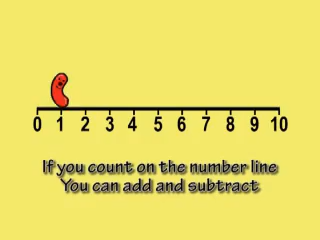 0 1 2 3 4 5 6 7 8 9 10
If you count on the number line
You can add and subtract